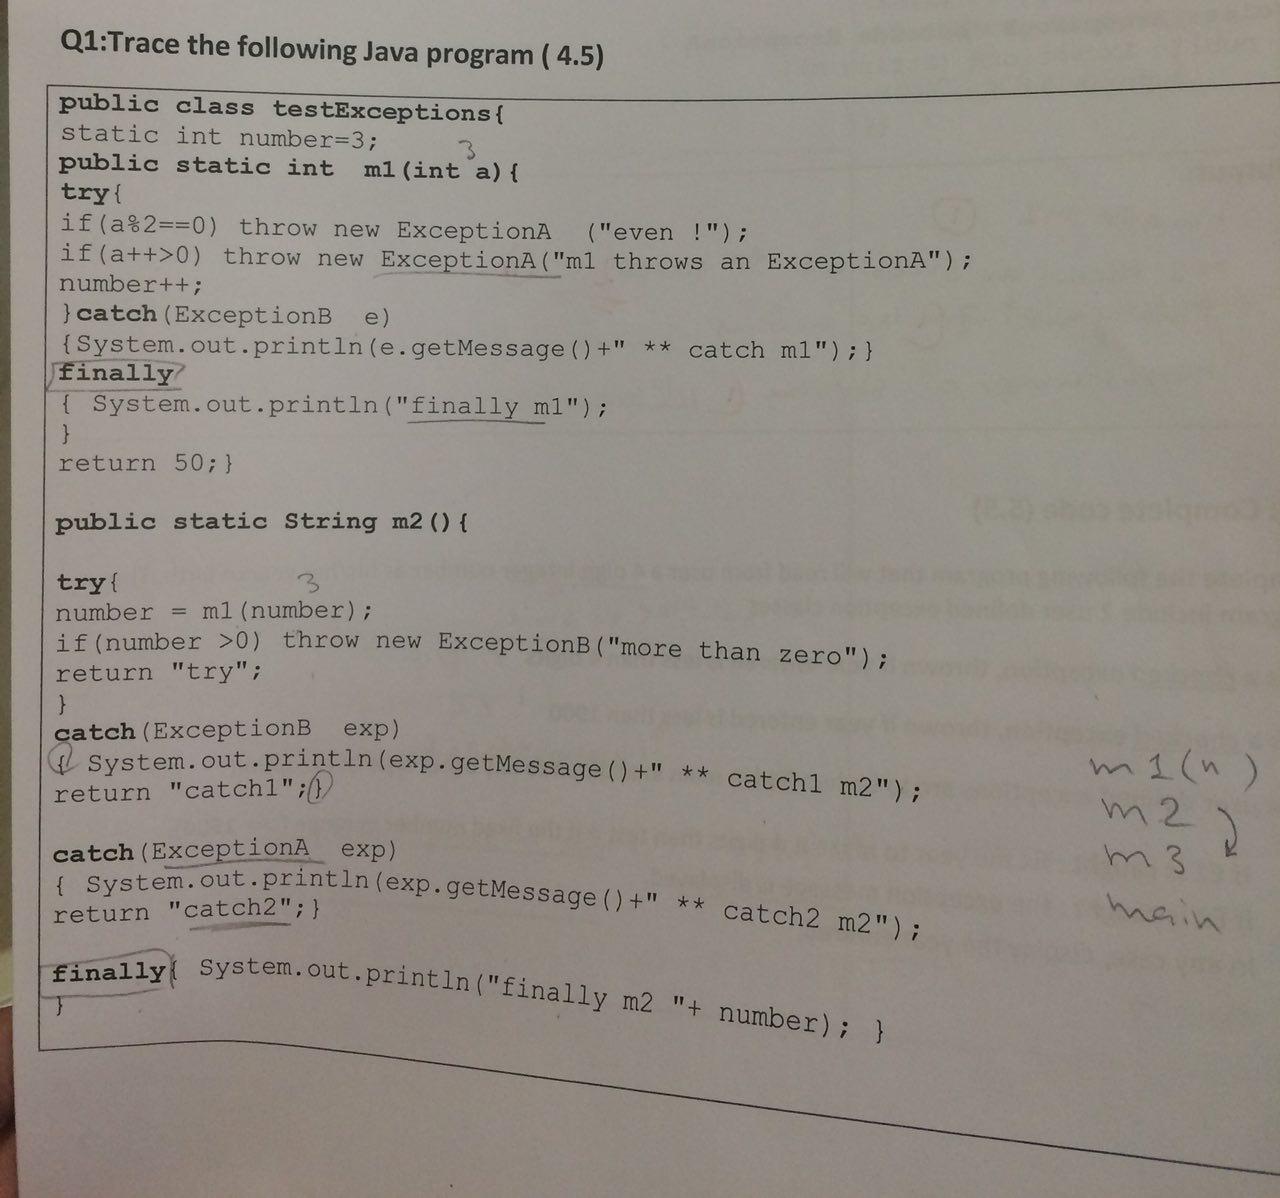 Q1:Trace the following Java program ( 4.5)
public class testExceptions{
static int number=3;
3
public static int m1(int a){
try{
if(a%2==0) throw new ExceptionA ("even !");
if(a++>0) throw new ExceptionA("m1 throws an ExceptionA");
number++;
}catch(ExceptionB e)
{System.out.println(e.getMessage()+" ** catch m1");}
finally
{ System.out.println("finally m1");
}
return 50;}
public static String m2(){
try{
3
number = m1(number);
if(number >0) throw new ExceptionB("more than zero");
return "try";
}
catch(ExceptionB exp)
{ System.out.println(exp.getMessage()+" ** catch1 m2");
return "catch1";}
catch(ExceptionA exp)
{ System.out.println(exp.getMessage()+" ** catch2 m2");
return "catch2";}
finally{ System.out.println("finally m2 "+ number); }
}
m1(n)
m2
m3
main